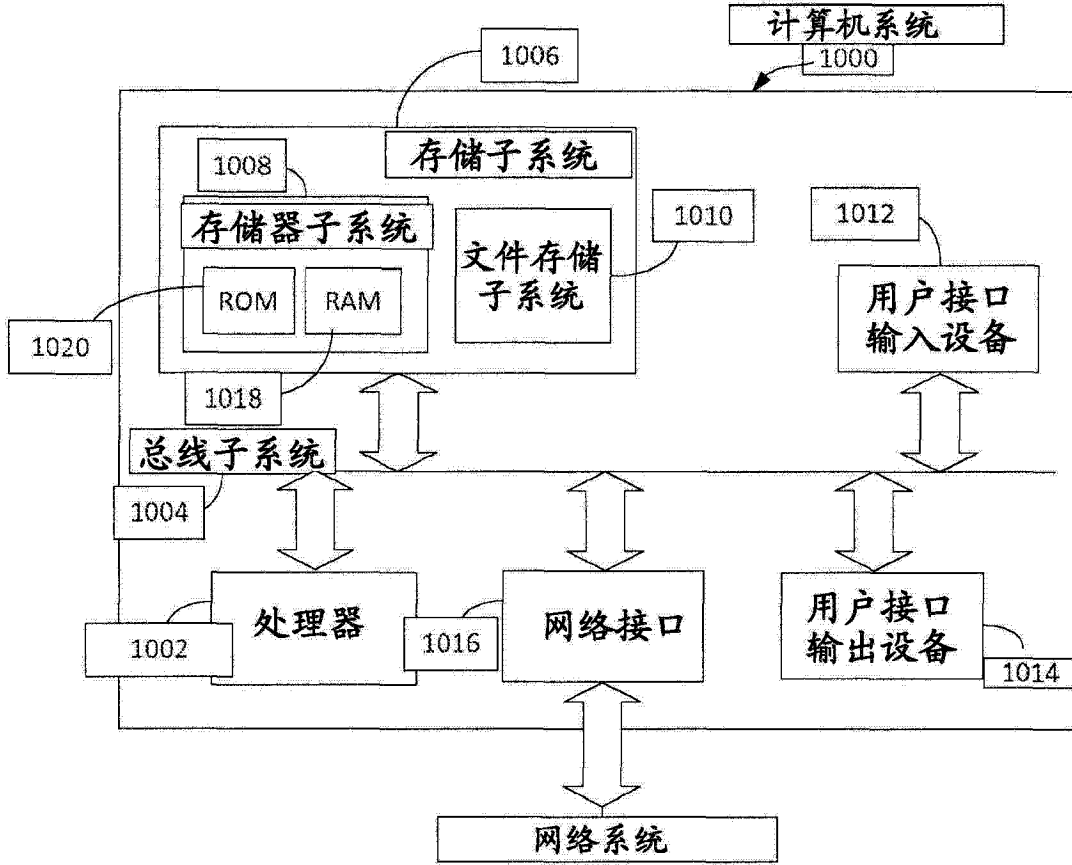 计算机系统
1000
1006
存储子系统
1008
存储器子系统
1010
1012
文件存储
子系统
用户接口
输入设备
ROM
RAM
1020
1018
总线子系统
1004
处理器
1002
网络接口
1016
用户接口
输出设备
1014
网络系统